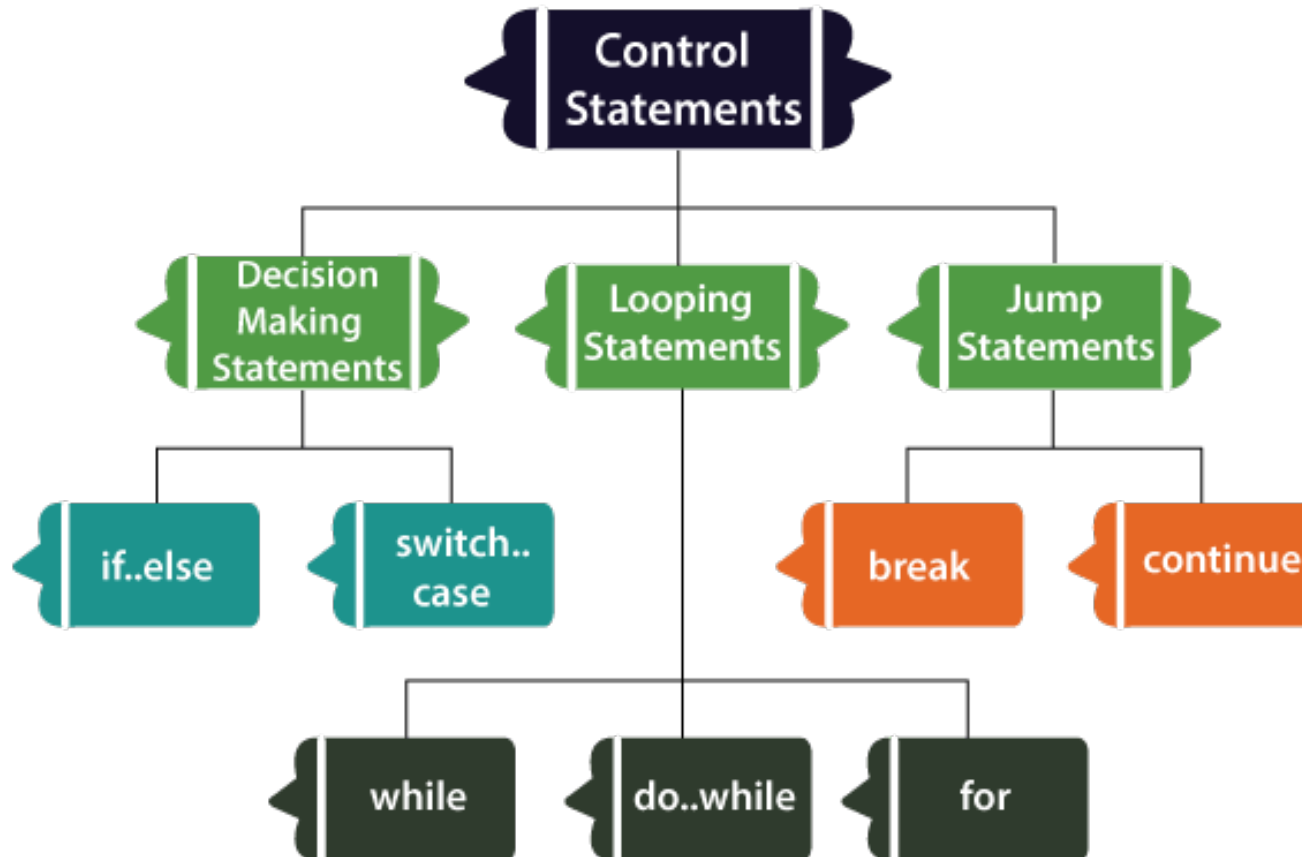 Control
Statements
Decision
Making
Statements
Looping
Statements
Jump
Statements
if..else
switch..
case
break
continue
while
do..while
for